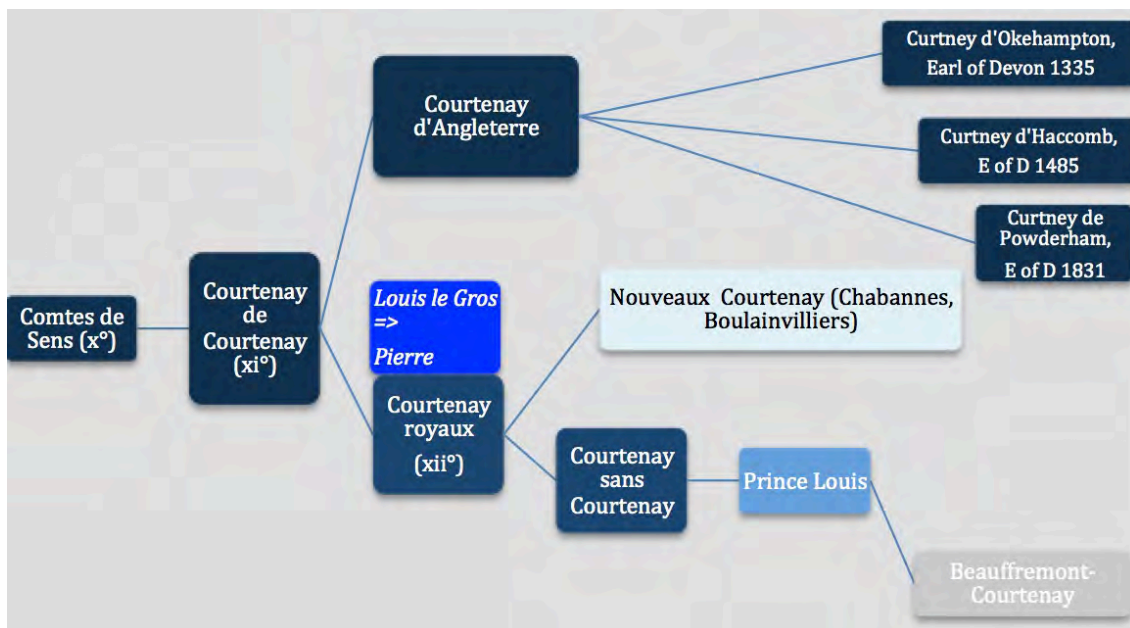 Curtney d'Okehampton,
Earl of Devon 1335
Courtenay
d'Angleterre
Curtney d'Haccomb,
E of D 1485
Curtney de
Powderham,
E of D 1831
Comtes de
Sens (x°)
Courtenay
de
Courtenay
(xi°)
Louis le Gros
=>
Pierre
Nouveaux Courtenay (Chabannes,
Boulainvilliers)
Courtenay
royaux
(xii°)
Courtenay
sans
Courtenay
Prince Louis
Beauffremont-
Courtenay